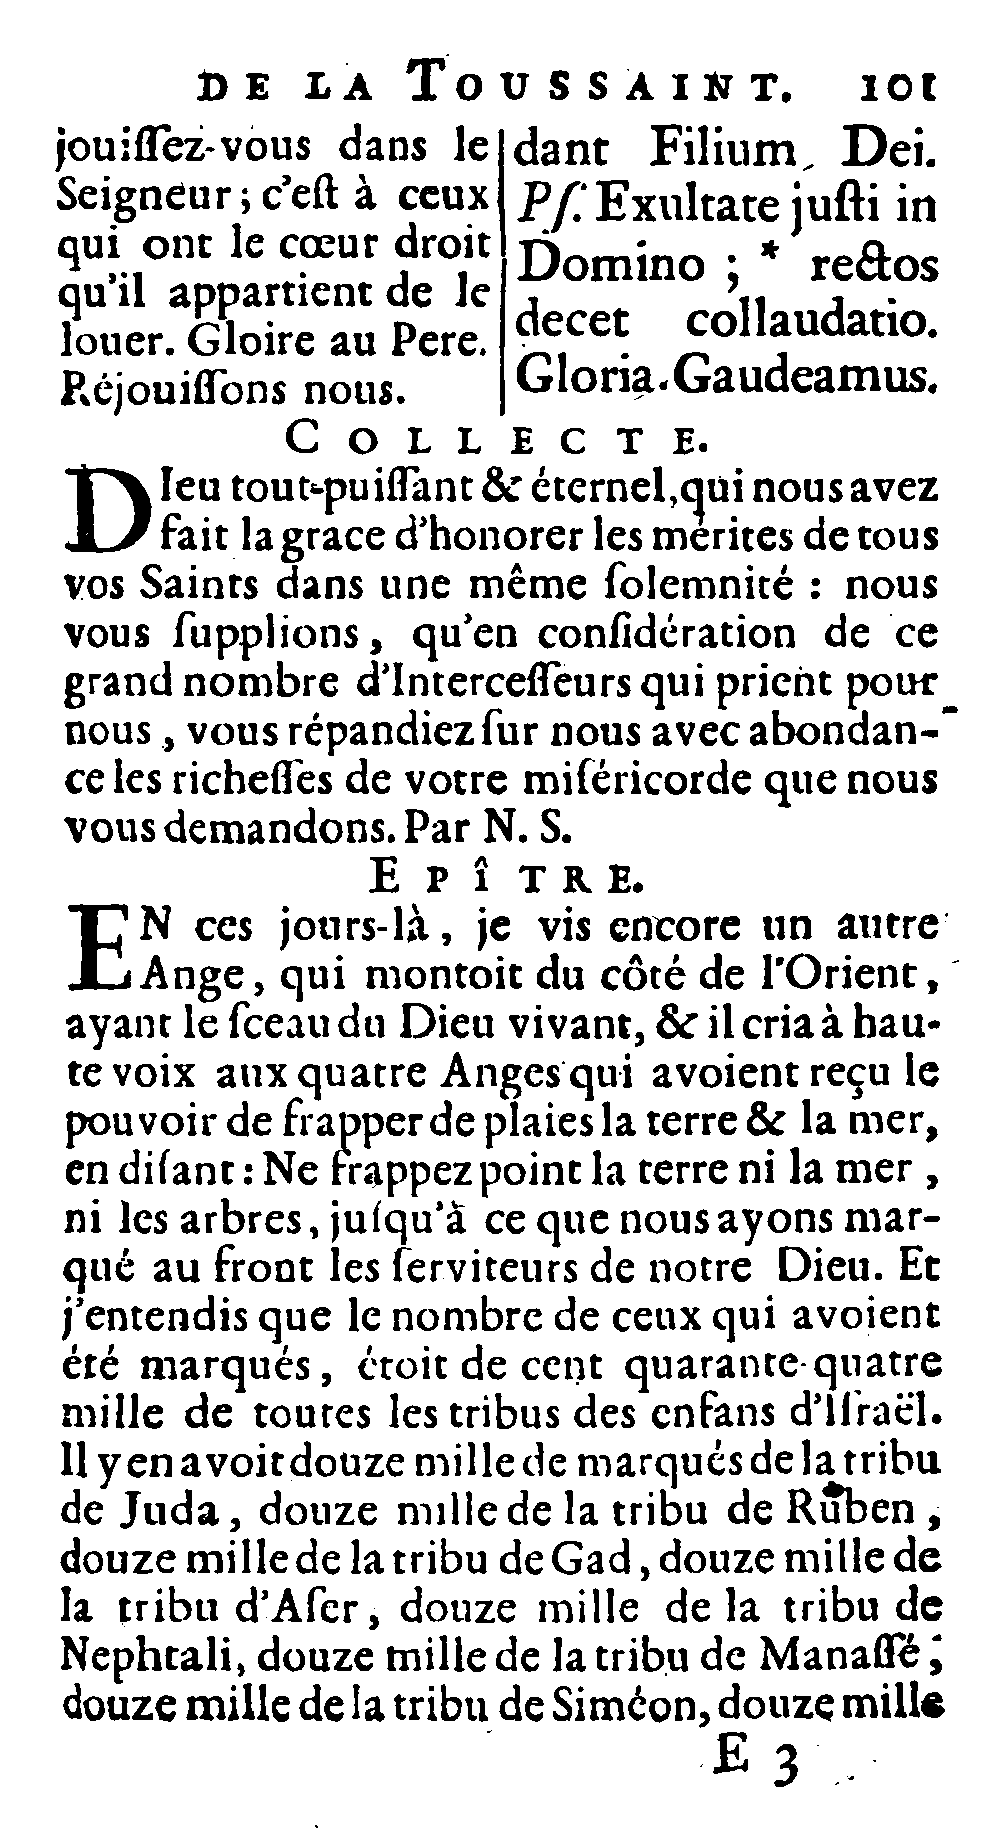 DE LA TOUSSAINT. 101
jouiſſez-vous dans le
Seigneur ; c'eſt à ceux
qui ont le cœur droit
qu'il appartient de le
louer. Gloire au Pere.
Réjouiſſons nous.
dant Filium Dei.
Pſ. Exultate juſti in
Domino ; * rectos
decet collaudatio.
Gloria. Gaudeamus.
COLLECTE.
DIeu tout-puiſſant & éternel, qui nous avez
fait la grace d'honorer les mérites de tous
vos Saints dans une même ſolemnité : nous
vous ſupplions, qu'en conſidération de ce
grand nombre d'Interceſſeurs qui prient pour
nous, vous répandiez ſur nous avec abondan-
ce les richeſſes de votre miſéricorde que nous
vous demandons. Par N. S.
EPÎTRE.
EN ces jours-là, je vis encore un autre
Ange, qui montoit du côté de l'Orient,
ayant le ſceau du Dieu vivant, & il cria à hau-
te voix aux quatre Anges qui avoient reçu le
pouvoir de frapper de plaies la terre & la mer,
en diſant : Ne frappez point la terre ni la mer,
ni les arbres, juſqu'à ce que nous ayons mar-
qué au front les ſerviteurs de notre Dieu. Et
j'entendis que le nombre de ceux qui avoient
été marqués, étoit de cent quarante-quatre
mille de toutes les tribus des enfans d'Iſraël.
Il y en avoit douze mille de marqués de la tribu
de Juda, douze mille de la tribu de Ruben,
douze mille de la tribu de Gad, douze mille de
la tribu d'Aſer, douze mille de la tribu de
Nephtali, douze mille de la tribu de Manaſſé,
douze mille de la tribu de Siméon, douze mille
E 3